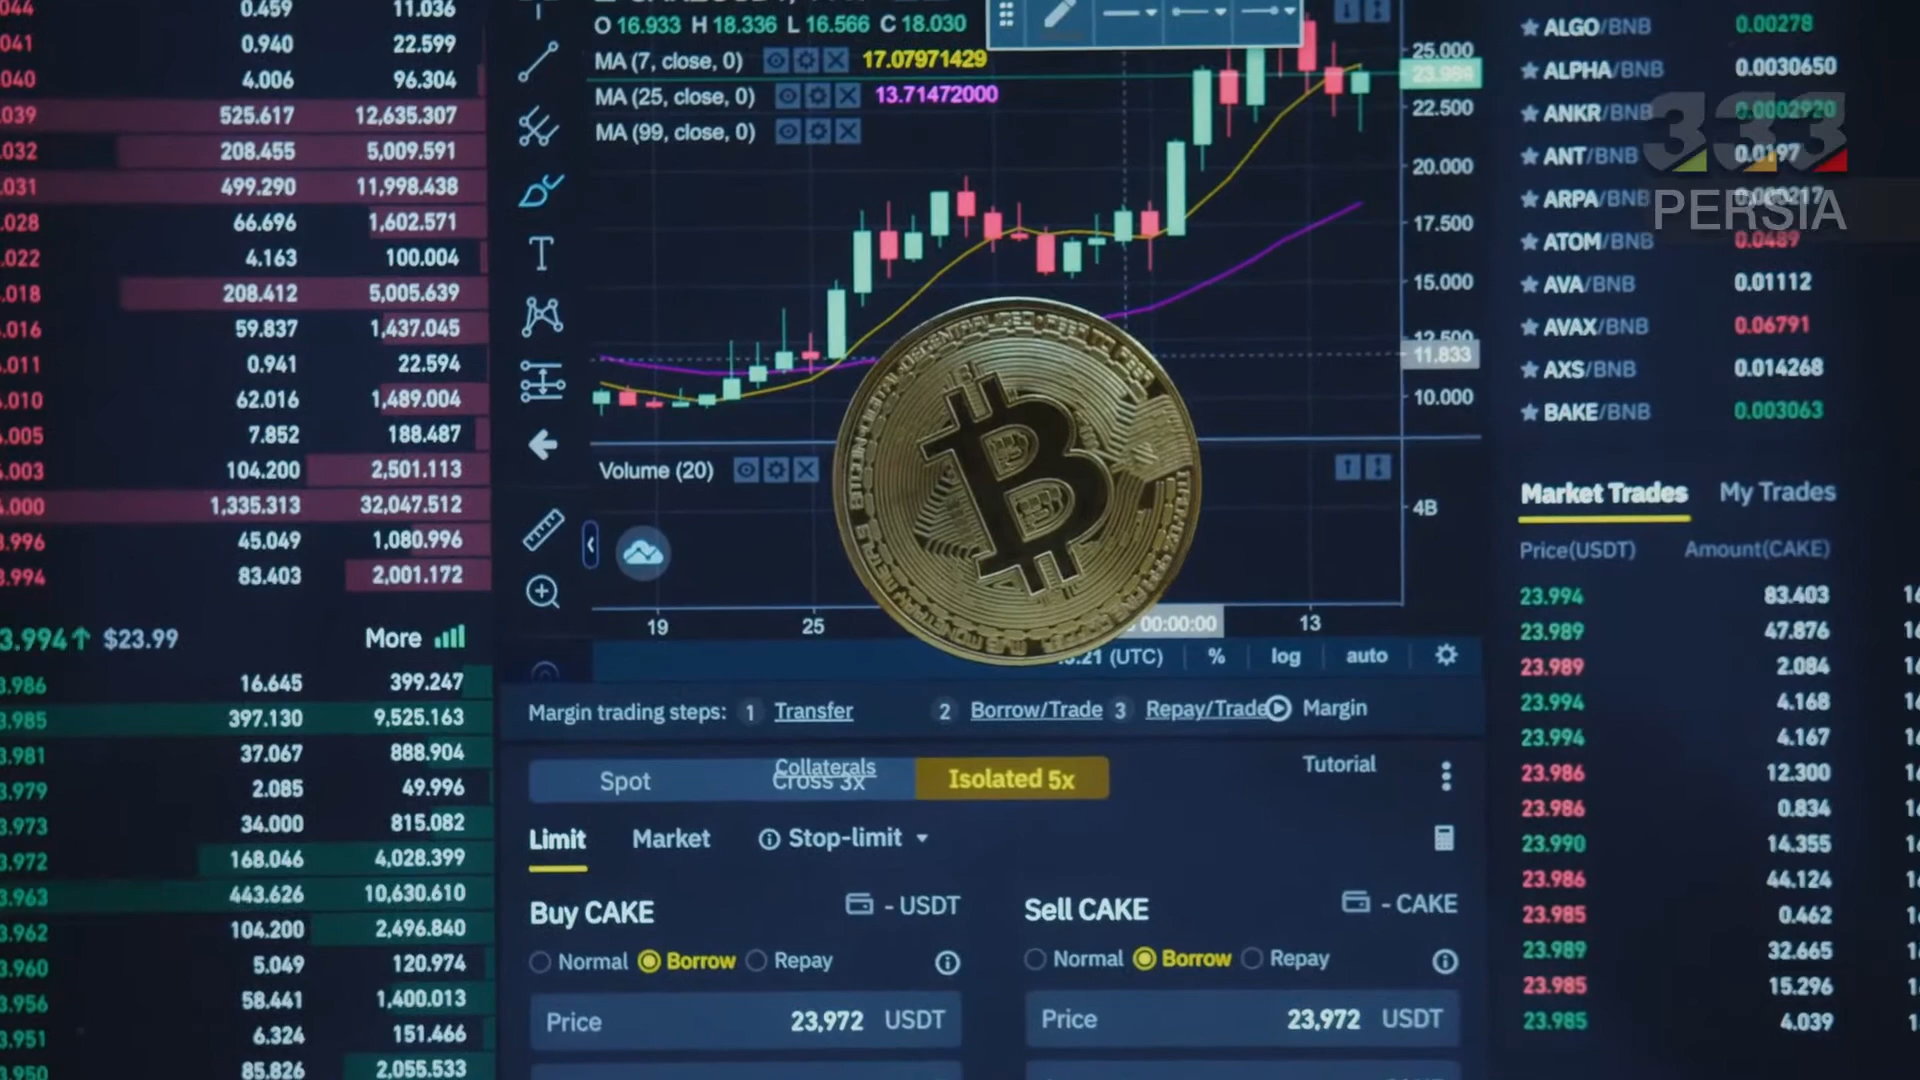 0.459 11.036
0.940 22.599
4.006 96.304
525.617 12,635.307
208.455 5,009.591
499.290 11,998.438
66.696 1,602.571
4.163 100.004
208.412 5,005.639
59.837 1,437.045
0.941 22.594
62.016 1,489.004
7.852 188.487
104.200 2,501.113
1,335.313 32,047.512
45.049 1,080.996
83.403 2,001.172
3.994↑ $23.99 More
16.645 399.247
397.130 9,525.163
37.067 888.904
2.085 49.996
34.000 815.082
168.046 4,028.399
443.626 10,630.610
104.200 2,496.840
5.049 120.974
58.441 1,400.013
6.324 151.466
85.826 2,055.533
O 16.933 H 18.336 L 16.566 C 18.030
MA (7, close, 0) 17.07971429
MA (25, close, 0) 13.71472000
MA (99, close, 0)
25.000
23.986
22.500
20.000
17.500
15.000
12.500
11.833
10.000
Volume (20)
4B
19 25 00:00:00 13
(UTC) % log auto
Margin trading steps: 1 Transfer 2 Borrow/Trade 3 Repay/Trade Margin
Tutorial
Spot Cross 3x Isolated 5x
Collaterals
Limit Market Stop-limit
Buy CAKE - USDT
Normal Borrow Repay
Price 23,972 USDT
Sell CAKE - CAKE
Normal Borrow Repay
Price 23,972 USDT
ALGO/BNB 0.00278
ALPHA/BNB 0.0030650
ANKR/BNB 0.0002920
ANT/BNB 0.0197
ARPA/BNB
ATOM/BNB 0.0489
AVA/BNB 0.01112
AVAX/BNB 0.06791
AXS/BNB 0.014268
BAKE/BNB 0.003063
333
PERSIA
Market Trades My Trades
Price(USDT) Amount(CAKE)
23.994 83.403
23.989 47.876
23.989 2.084
23.994 4.168
23.994 4.167
23.986 12.300
23.986 0.834
23.990 14.355
23.986 44.124
23.985 0.462
23.989 32.665
23.985 15.296
23.985 4.039